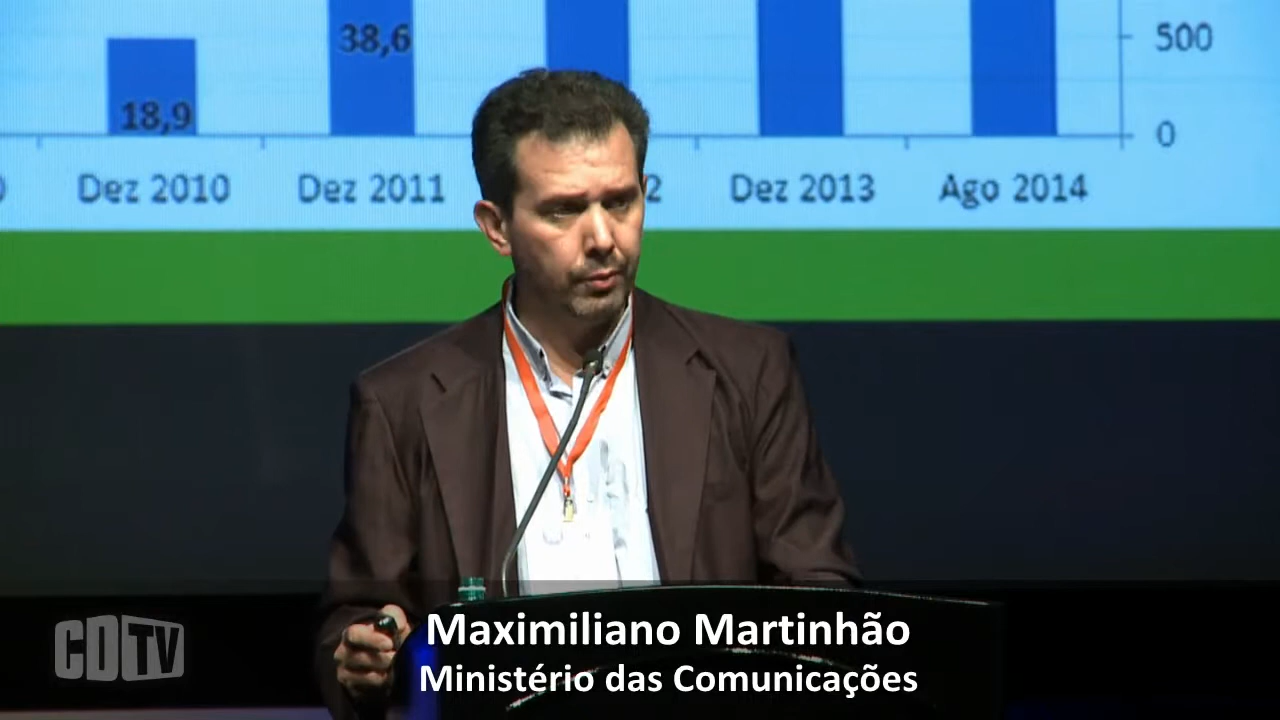 38,6
500
18,9
0
Dez 2010 Dez 2011 2 Dez 2013 Ago 2014
CDTV
Maximiliano Martinhão
Ministério das Comunicações